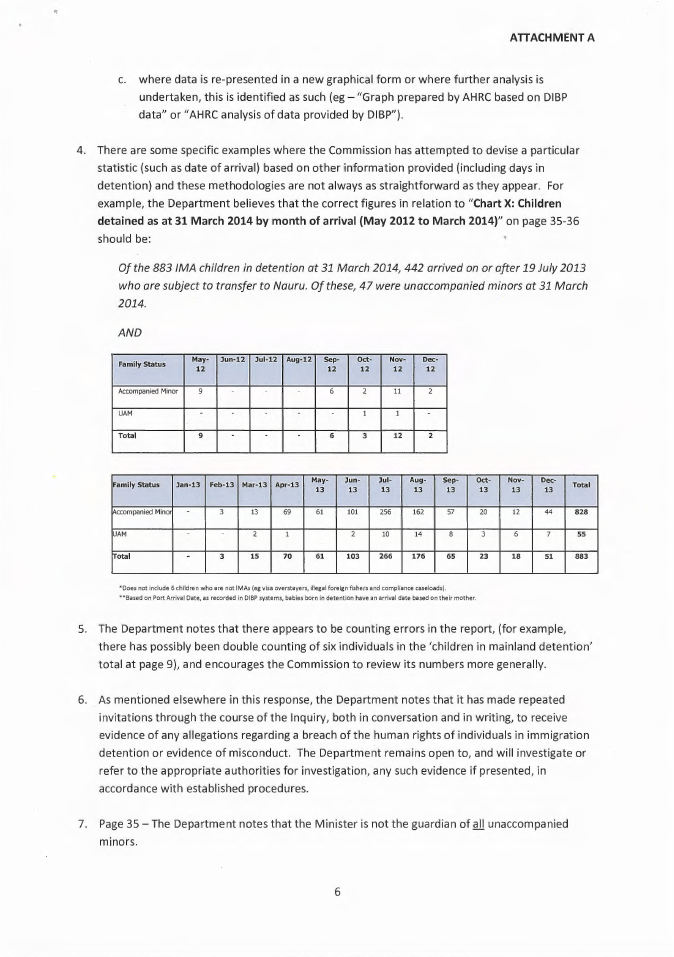 ATTACHMENT A
c. where data is re-presented in a new graphical form or where further analysis is
undertaken, this is identified as such (eg – "Graph prepared by AHRC based on DIBP
data" or "AHRC analysis of data provided by DIBP").
4. There are some specific examples where the Commission has attempted to devise a particular
statistic (such as date of arrival) based on other information provided (including days in
detention) and these methodologies are not always as straightforward as they appear. For
example, the Department believes that the correct figures in relation to "Chart X: Children
detained as at 31 March 2014 by month of arrival (May 2012 to March 2014)" on page 35-36
should be:
Of the 883 IMA children in detention at 31 March 2014, 442 arrived on or after 19 July 2013
who are subject to transfer to Nauru. Of these, 47 were unaccompanied minors at 31 March
2014.
AND
Family Status May-12 Jun-12 Jul-12 Aug-12 Sep-12 Oct-12 Nov-12 Dec-12
Accompanied Minor 9 - - - 6 2 11 2
UAM - - - - - 1 1 -
Total 9 - - - 6 3 12 2
Family Status Jan-13 Feb-13 Mar-13 Apr-13 May-13 Jun-13 Jul-13 Aug-13 Sep-13 Oct-13 Nov-13 Dec-13 Total
Accompanied Minor - 3 13 69 61 101 256 162 57 20 12 44 828
UAM - - 2 1 2 10 14 8 3 6 7 55
Total - 3 15 70 61 103 266 176 65 23 18 51 883
*Does not include 6 children who are not IMAs (eg visa overstayers, illegal foreign fishers and compliance caseloads).
**Based on Port Arrival Date, as recorded in DIBP systems, babies born in detention have an arrival date based on their mother.
5. The Department notes that there appears to be counting errors in the report, (for example,
there has possibly been double counting of six individuals in the 'children in mainland detention'
total at page 9), and encourages the Commission to review its numbers more generally.
6. As mentioned elsewhere in this response, the Department notes that it has made repeated
invitations through the course of the Inquiry, both in conversation and in writing, to receive
evidence of any allegations regarding a breach of the human rights of individuals in immigration
detention or evidence of misconduct. The Department remains open to, and will investigate or
refer to the appropriate authorities for investigation, any such evidence if presented, in
accordance with established procedures.
7. Page 35 – The Department notes that the Minister is not the guardian of all unaccompanied
minors.
6